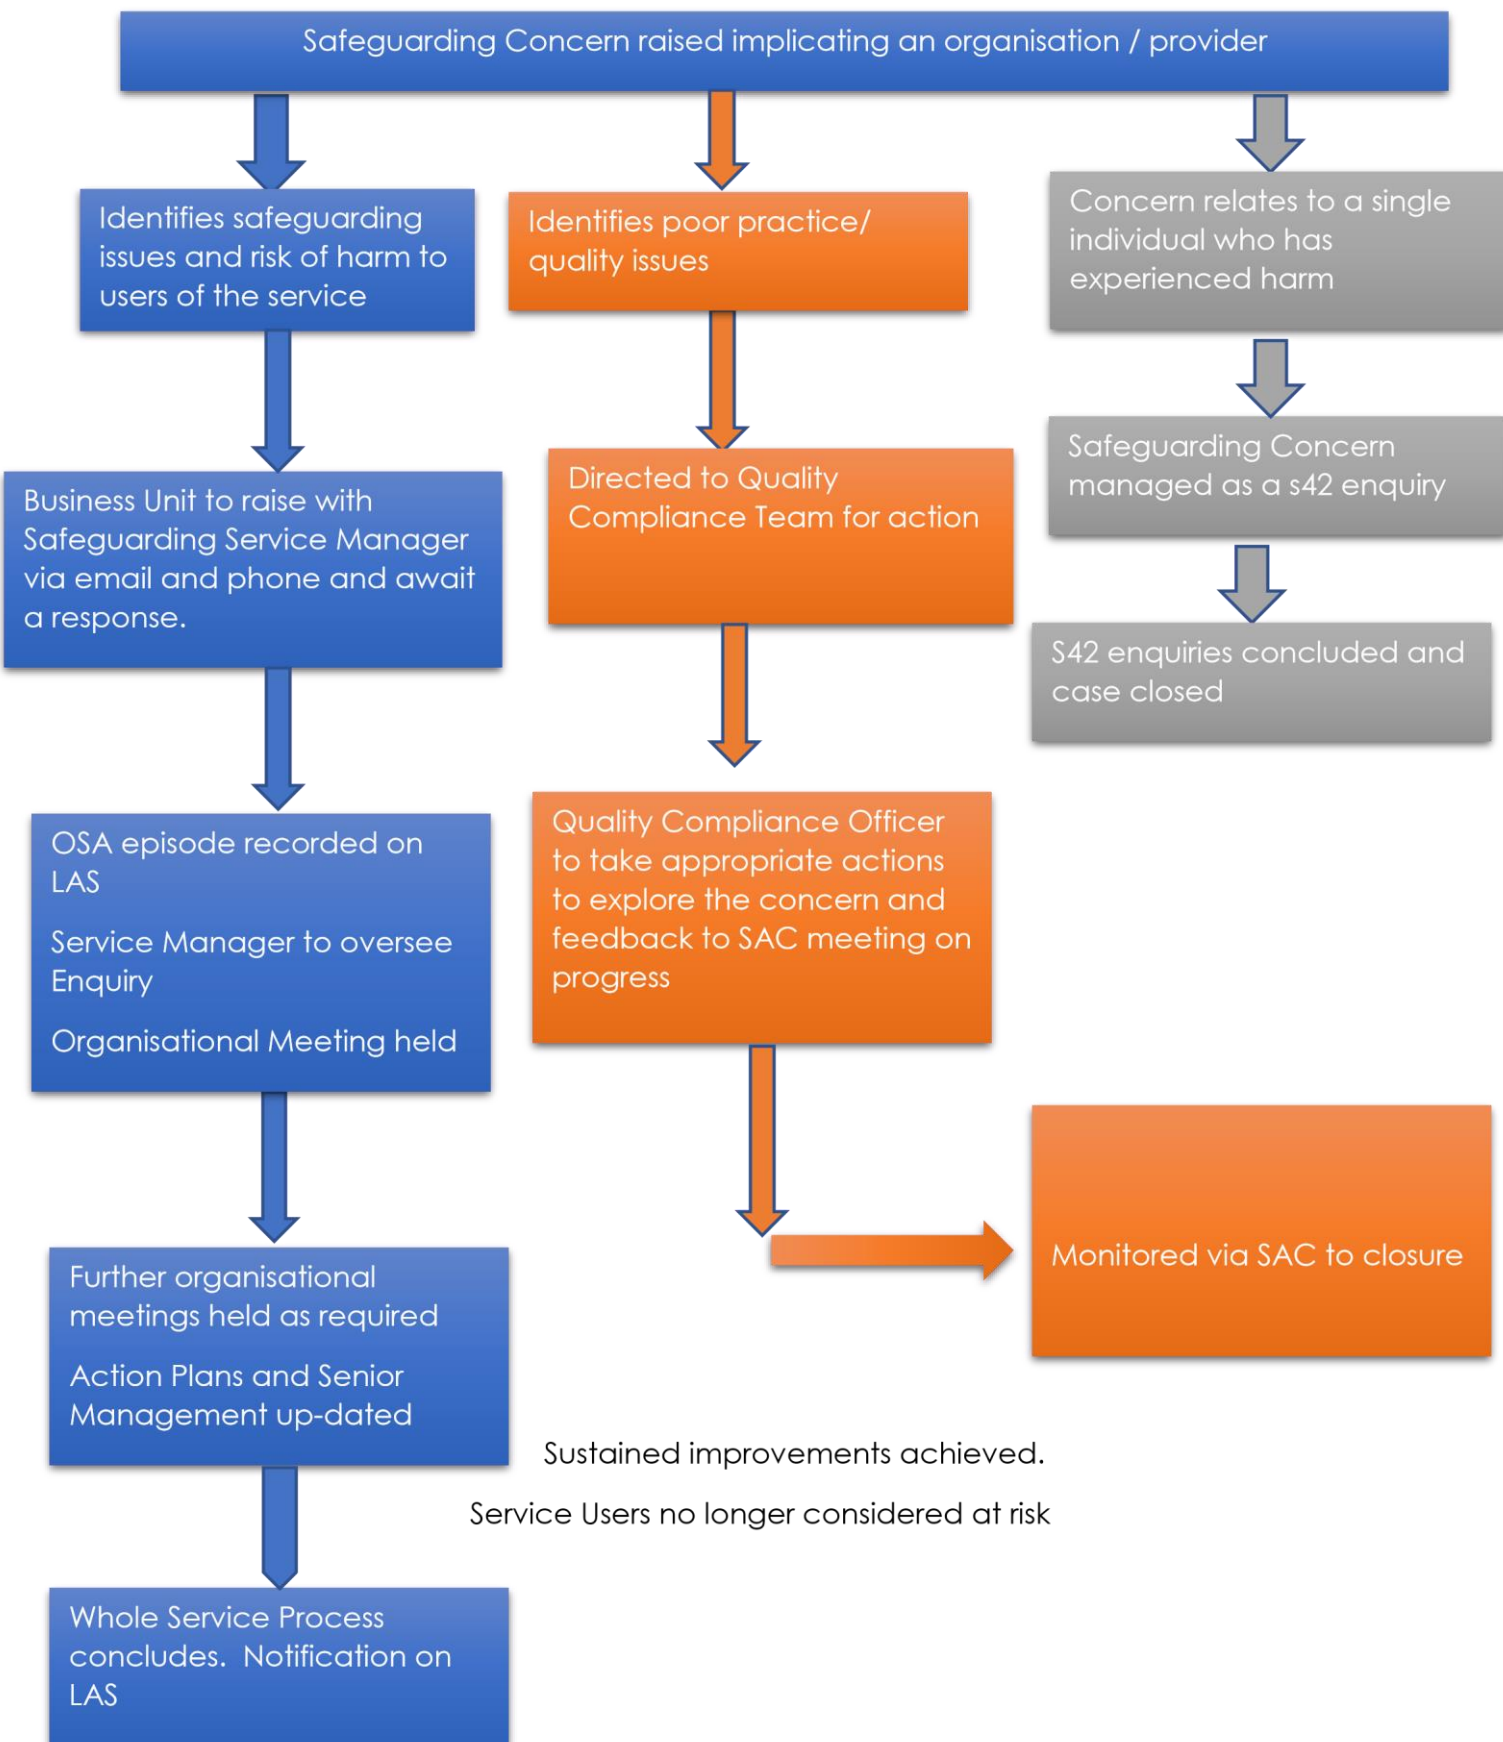 Safeguarding Concern raised implicating an organisation / provider
Identifies safeguarding
issues and risk of harm to
users of the service
Business Unit to raise with
Safeguarding Service Manager
via email and phone and await
a response.
OSA episode recorded on
LAS
Service Manager to oversee
Enquiry
Organisational Meeting held
Further organisational
meetings held as required
Action Plans and Senior
Management up-dated
Whole Service Process
concludes.  Notification on
LAS
Identifies poor practice/
quality issues
Directed to Quality
Compliance Team for action
Quality Compliance Officer
to take appropriate actions
to explore the concern and
feedback to SAC meeting on
progress
Monitored via SAC to closure
Sustained improvements achieved.
Service Users no longer considered at risk
Concern relates to a single
individual who has
experienced harm
Safeguarding Concern
managed as a s42 enquiry
S42 enquiries concluded and
case closed